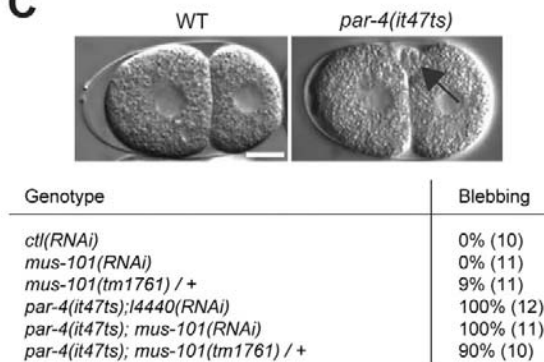 C
WT par-4(it47ts)
Genotype Blebbing
ctl(RNAi) 0% (10)
mus-101(RNAi) 0% (11)
mus-101(tm1761) / + 9% (11)
par-4(it47ts);l4440(RNAi) 100% (12)
par-4(it47ts); mus-101(RNAi) 100% (11)
par-4(it47ts); mus-101(tm1761) / + 90% (10)